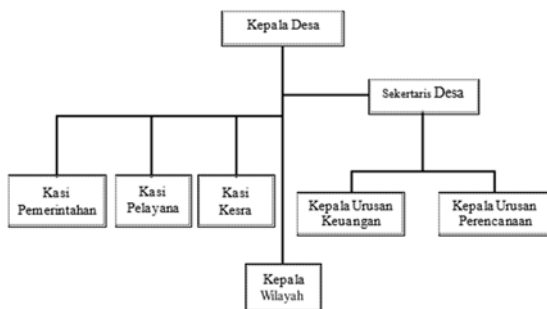 Kepala Desa
Sekertaris Desa
Kasi
Pemerintahan
Kasi
Pelayana
Kasi
Kesra
Kepala Urusan
Keuangan
Kepala Urusan
Perencanaan
Kepala
Wilayah